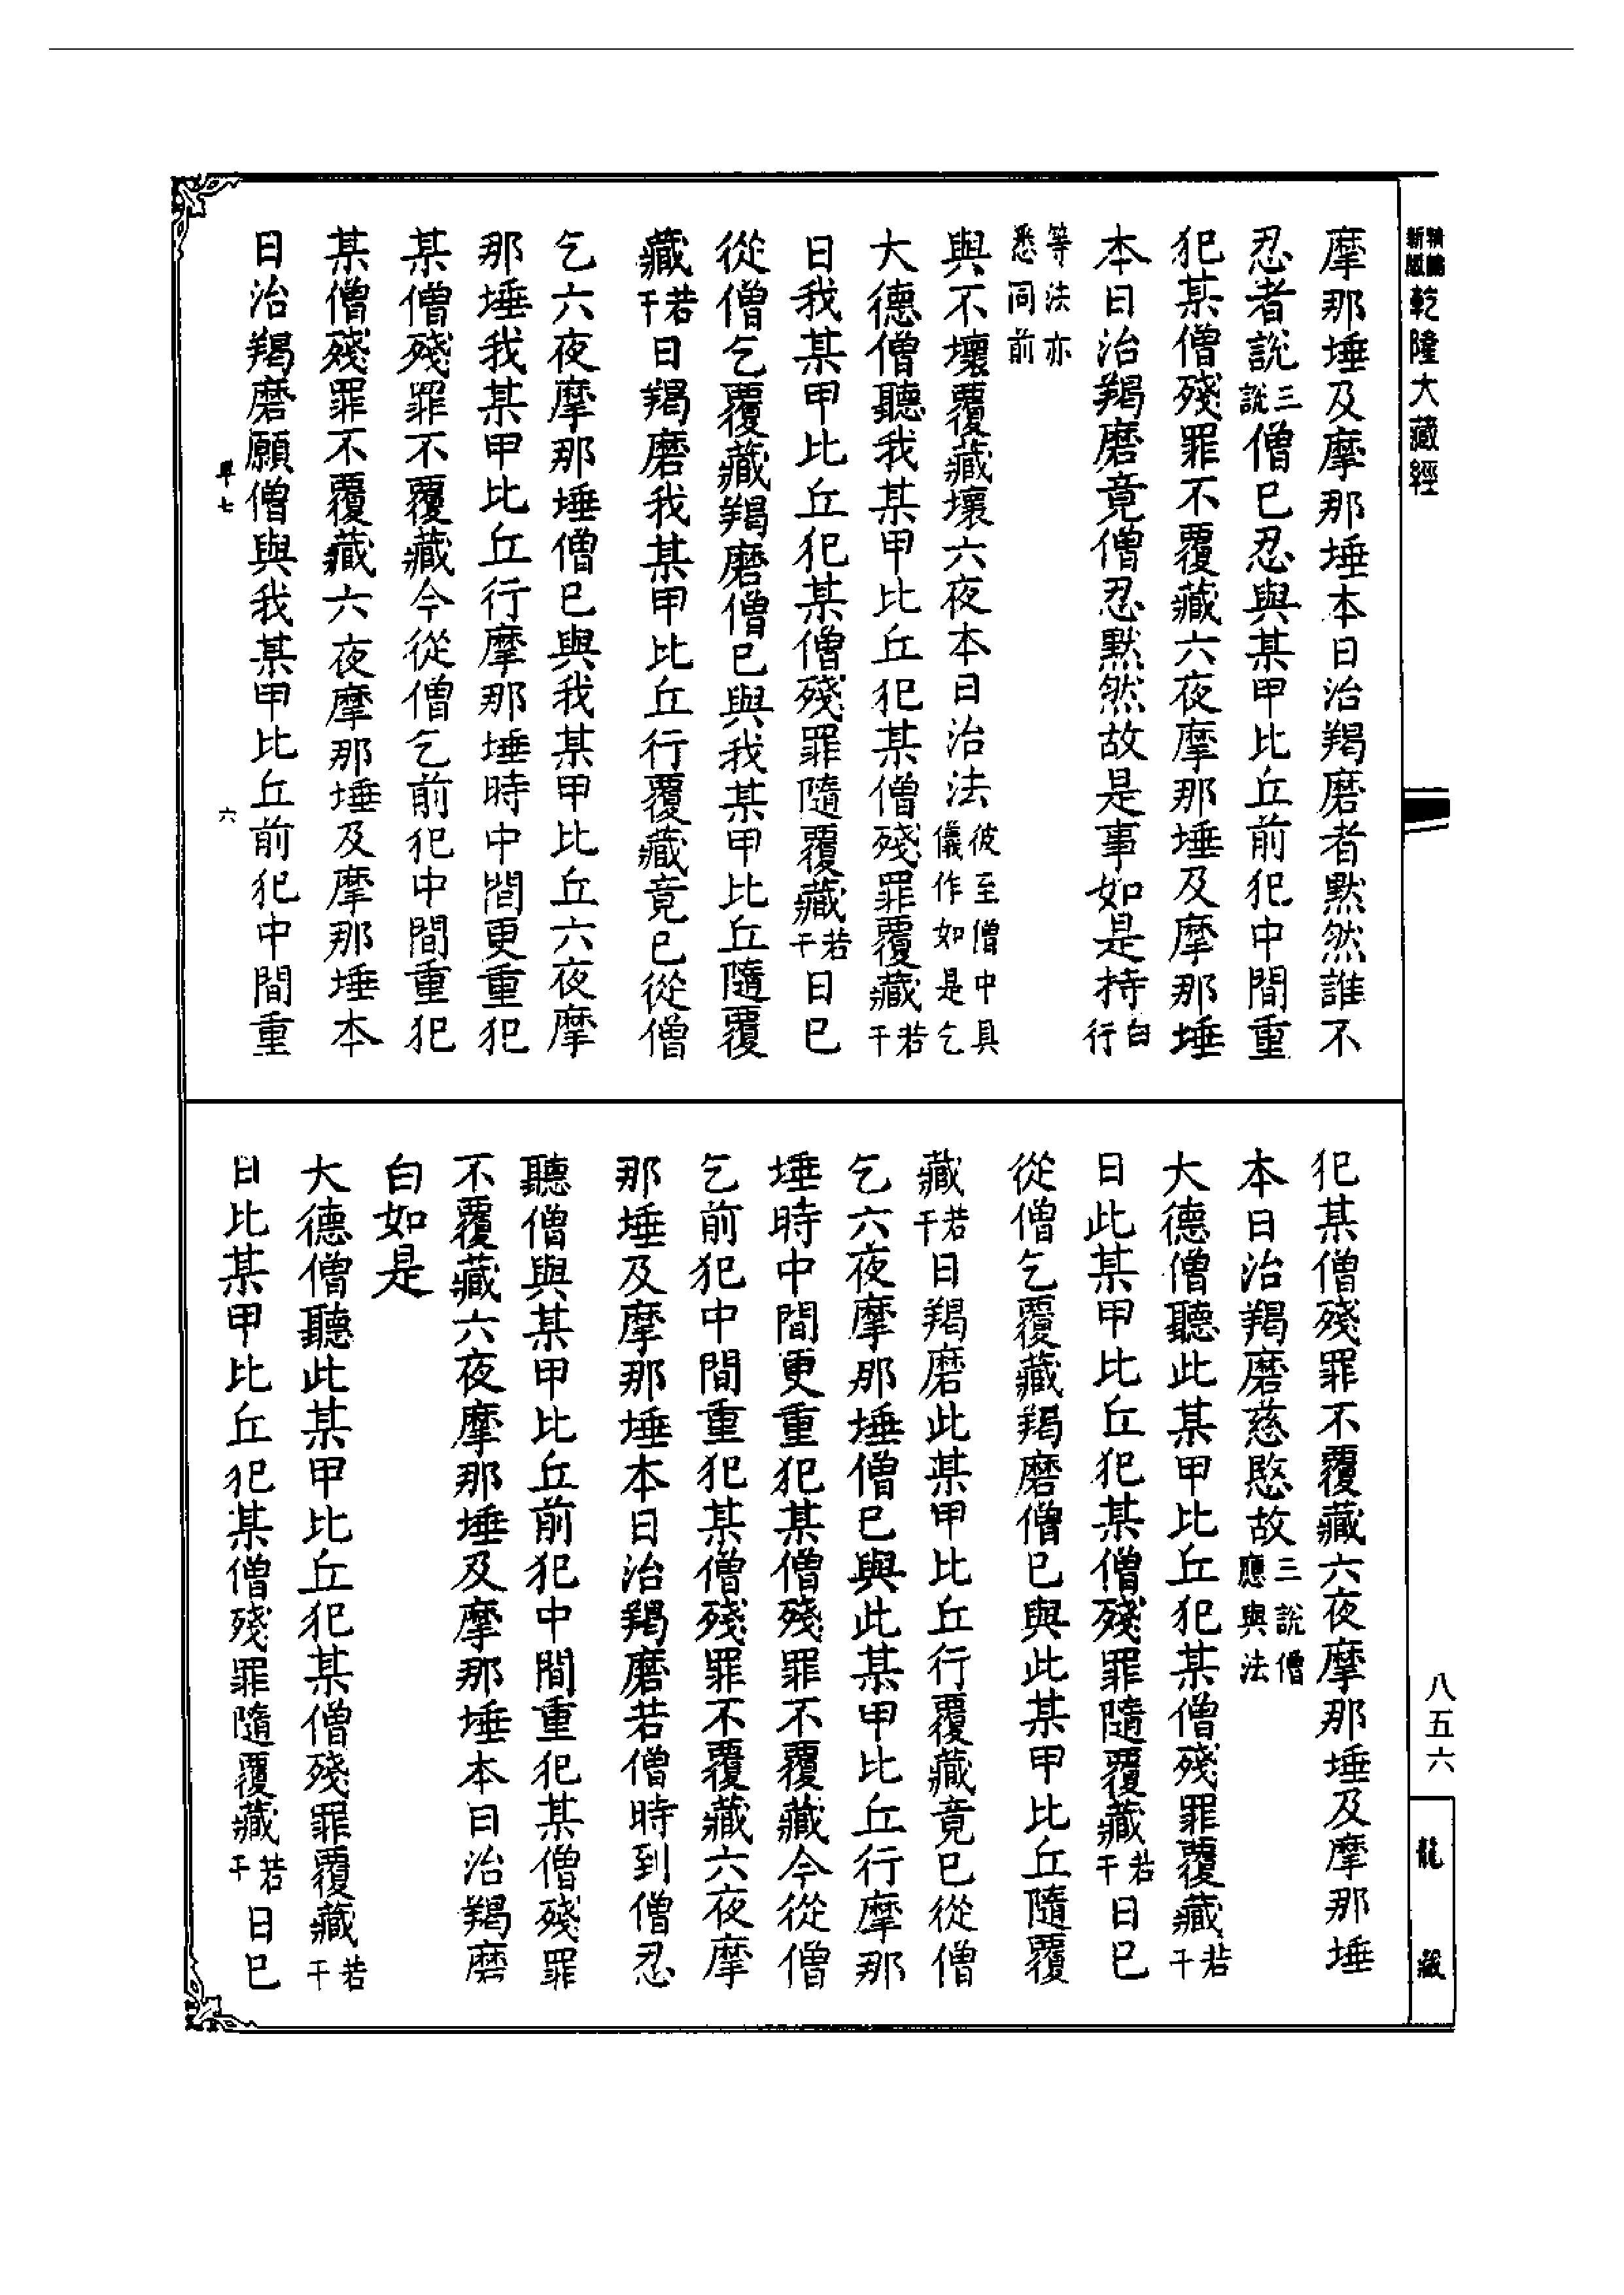 新版精縮乾隆大藏經
摩那埵及摩那埵本日治羯磨者默然誰不
忍者說三說僧已忍與某甲比丘前犯中間重
犯某僧殘罪不覆藏六夜摩那埵及摩那埵
本日治羯磨竟僧忍默然故是事如是持白行
等法亦悉同前
與不壞覆藏壞六夜本日治法彼至僧中具儀作如是乞
大德僧聽我某甲比丘犯某僧殘罪覆藏若干
日我某甲比丘犯某僧殘罪隨覆藏若干日已
從僧乞覆藏羯磨僧已與我某甲比丘隨覆
藏若干日羯磨我某甲比丘行覆藏竟已從僧
乞六夜摩那埵僧已與我某甲比丘六夜摩
那埵我某甲比丘行摩那埵時中間更重犯
某僧殘罪不覆藏今從僧乞前犯中間重犯
某僧殘罪不覆藏六夜摩那埵及摩那埵本
日治羯磨願僧與我某甲比丘前犯中間重
六
犯某僧殘罪不覆藏六夜摩那埵及摩那埵
本日治羯磨慈愍故三說僧應與法
大德僧聽此某甲比丘犯某僧殘罪覆藏若干
日此某甲比丘犯某僧殘罪隨覆藏若干日已
從僧乞覆藏羯磨僧已與此某甲比丘隨覆
藏若干日羯磨此某甲比丘行覆藏竟已從僧
乞六夜摩那埵僧已與此某甲比丘行摩那
埵時中間更重犯某僧殘罪不覆藏今從僧
乞前犯中間重犯某僧殘罪不覆藏六夜摩
那埵及摩那埵本日治羯磨若僧時到僧忍
聽僧與某甲比丘前犯中間重犯某僧殘罪
不覆藏六夜摩那埵及摩那埵本日治羯磨
白如是
大德僧聽此某甲比丘犯某僧殘罪覆藏若干
日比某甲比丘犯某僧殘罪隨覆藏若干日已
八五六
龍藏